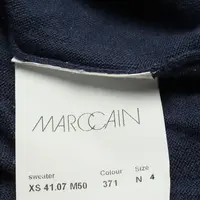 MARCCAIN
sweater Colour Size
XS 41.07 M50 371 N 4